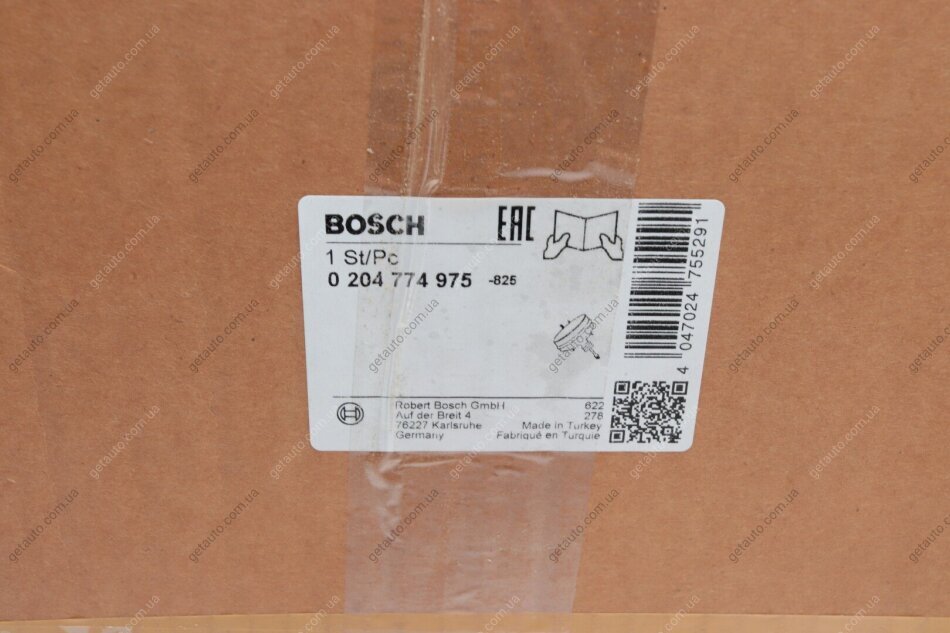 BOSCH
EAC
1 St/Pc
0 204 774 975 -825
4 047024 755291
Robert Bosch GmbH
Auf der Breit 4
76227 Karlsruhe
Germany
622
278
Made in Turkey
Fabriqué en Turquie
getauto.com.ua